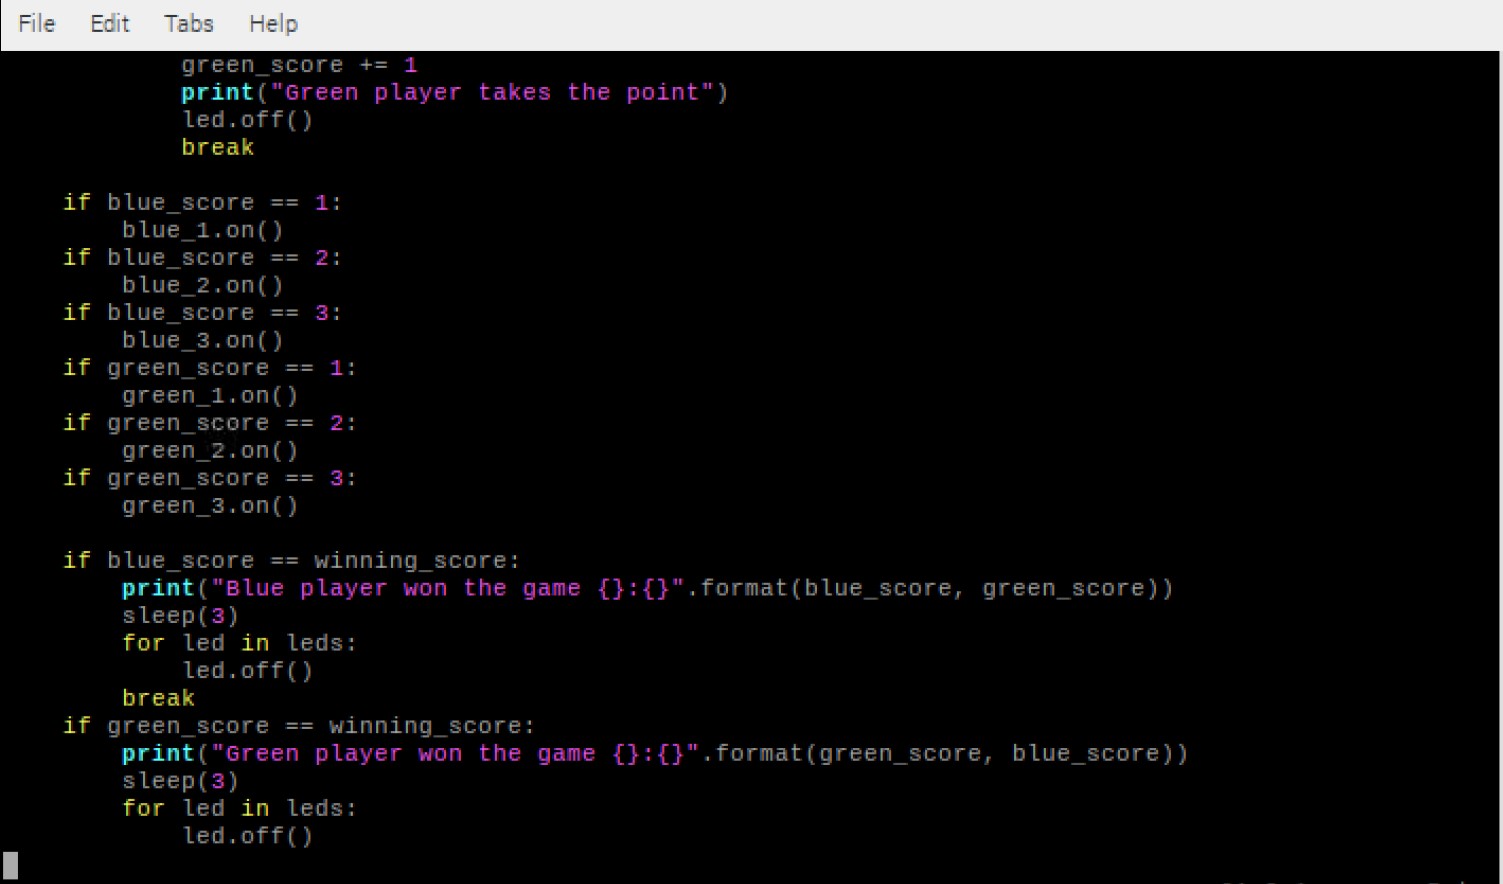 File Edit Tabs Help
            green_score += 1
            print("Green player takes the point")
            led.off()
            break

    if blue_score == 1:
        blue_1.on()
    if blue_score == 2:
        blue_2.on()
    if blue_score == 3:
        blue_3.on()
    if green_score == 1:
        green_1.on()
    if green_score == 2:
        green_2.on()
    if green_score == 3:
        green_3.on()

    if blue_score == winning_score:
        print("Blue player won the game {}:{}".format(blue_score, green_score))
        sleep(3)
        for led in leds:
            led.off()
        break
    if green_score == winning_score:
        print("Green player won the game {}:{}".format(green_score, blue_score))
        sleep(3)
        for led in leds:
            led.off()